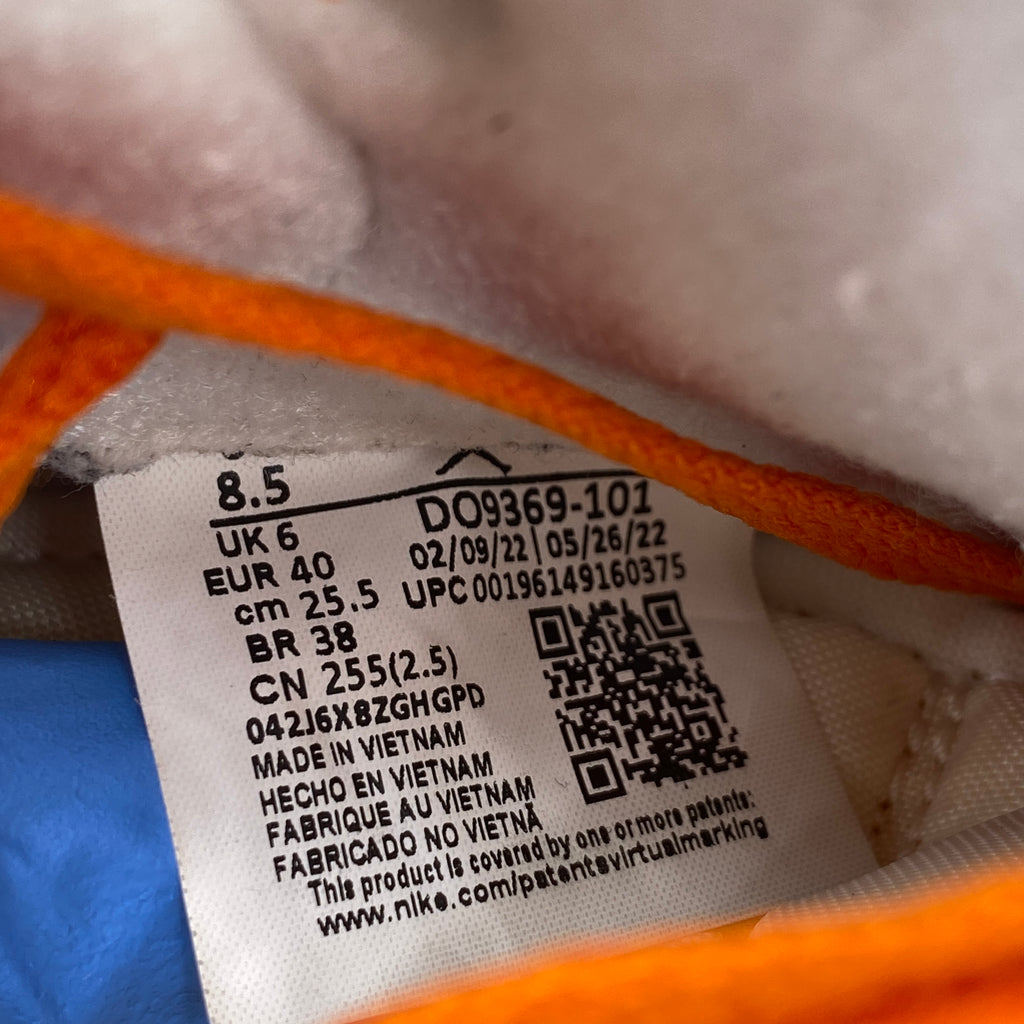 8.5
UK 6
EUR 40
cm 25.5
BR 38
CN 255(2.5)
042J6X8ZGHGPD
DO9369-101
02/09/22|05/26/22
UPC00196149160375
MADE IN VIETNAM
HECHO EN VIETNAM
FABRIQUE AU VIETNAM
FABRICADO NO VIETNÃ
This product is covered by one or more patents:
www.nike.com/patentsvirtualmarking